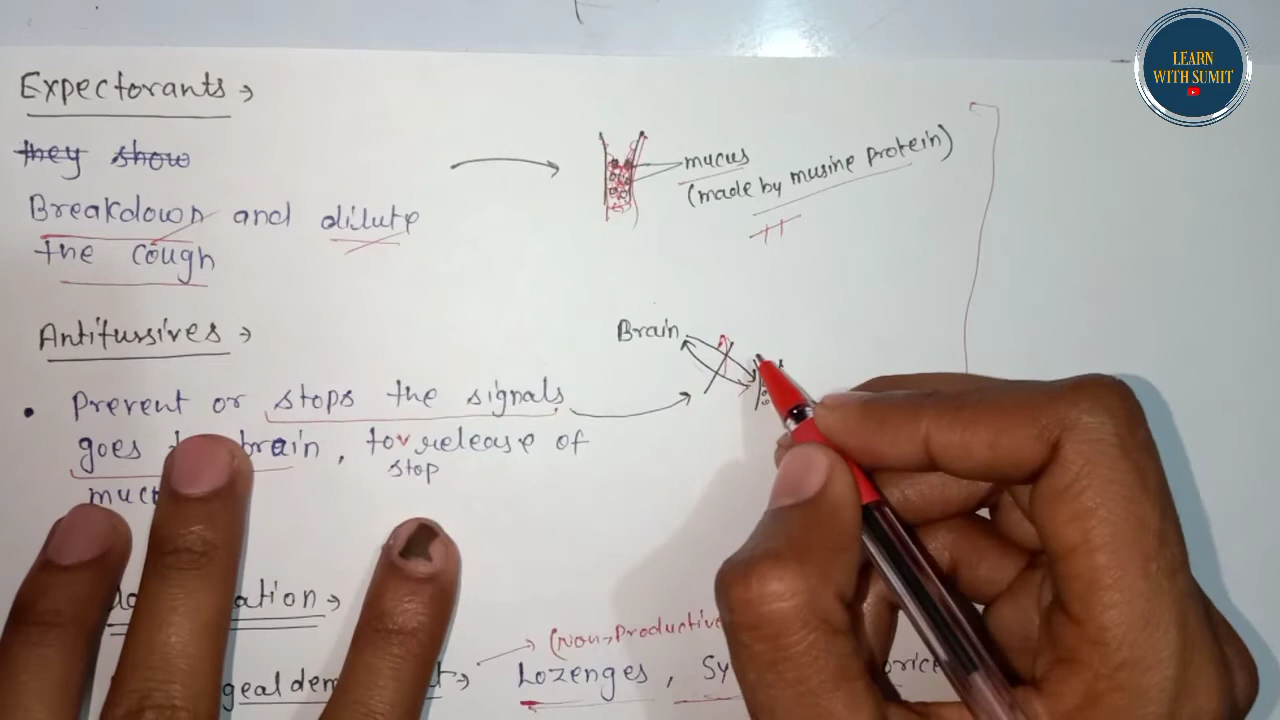 LEARN
WITH SUMIT
Expectorants →
they show
Breakdown and dilute
the cough
mucus
(made by musine protein)
Antitussives →
Brain
• Prevent or stops the signals
goes brain, to release of
stop
(Non-Productive
Lozenges, Sy